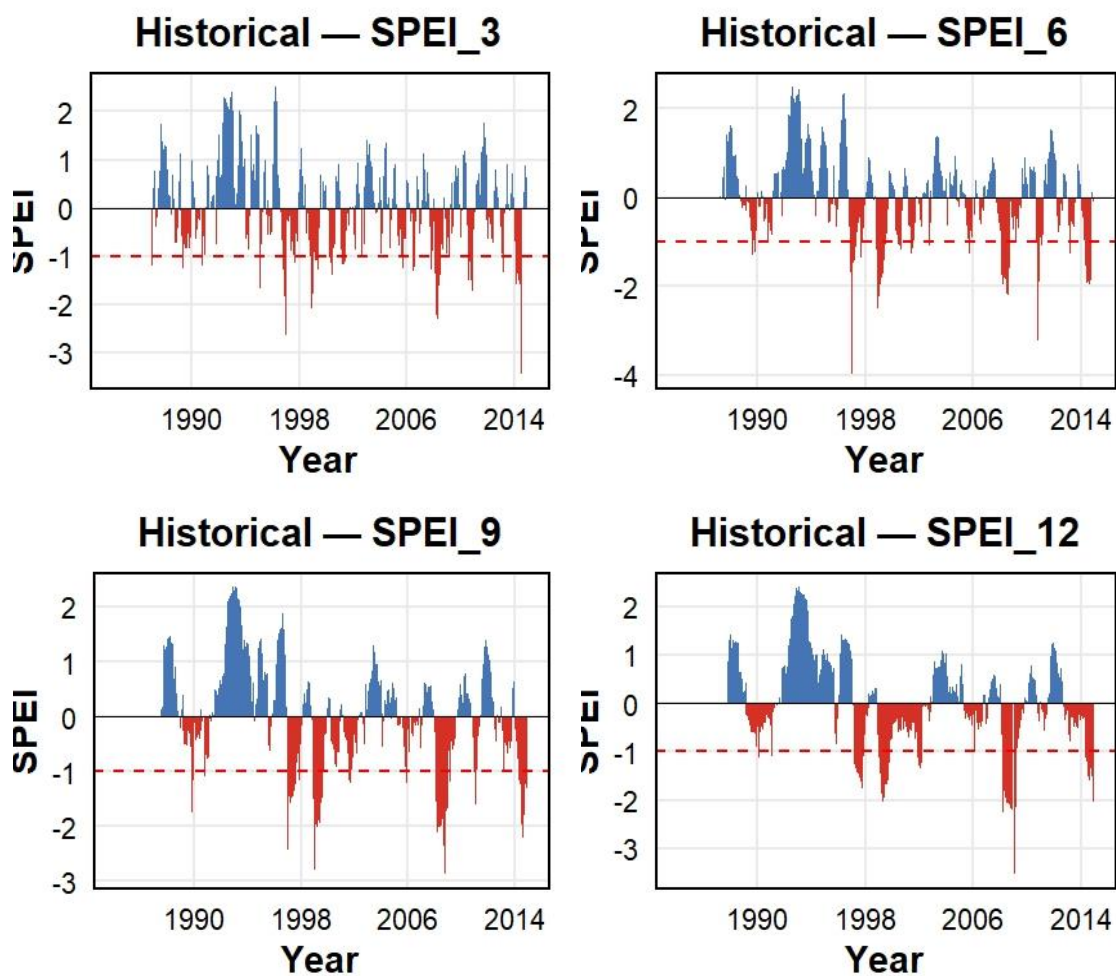 Historical — SPEI_3
Historical — SPEI_6
2
1
0
-1
-2
-3
SPEI
1990 1998 2006 2014
Year
2
0
-2
-4
SPEI
1990 1998 2006 2014
Year
Historical — SPEI_9
Historical — SPEI_12
2
1
0
-1
-2
-3
SPEI
1990 1998 2006 2014
Year
2
1
0
-1
-2
-3
SPEI
1990 1998 2006 2014
Year